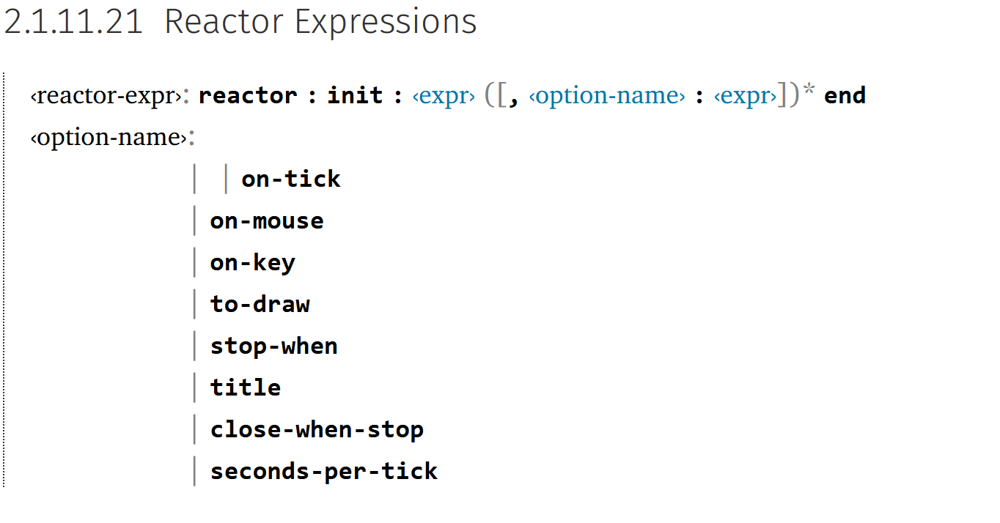 2.1.11.21 Reactor Expressions
‹reactor-expr›: reactor : init : ‹expr› ([, ‹option-name› : ‹expr›])* end
‹option-name›:
| | on-tick
| on-mouse
| on-key
| to-draw
| stop-when
| title
| close-when-stop
| seconds-per-tick